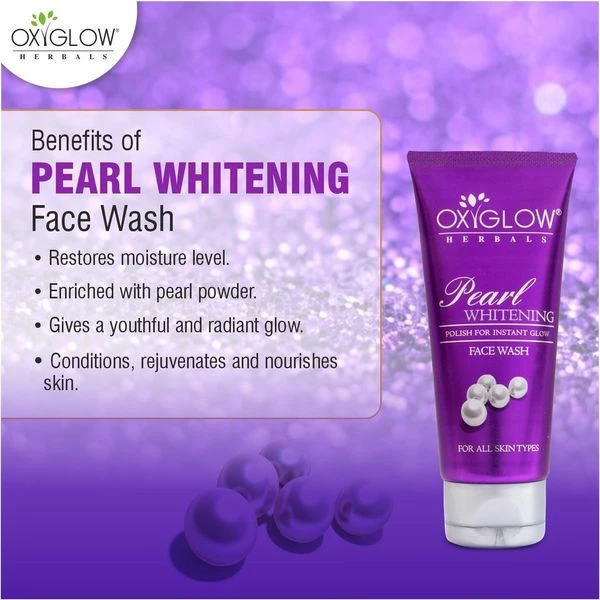 OXYGLOW®
HERBALS
Benefits of
PEARL WHITENING
Face Wash
• Restores moisture level.
• Enriched with pearl powder.
• Gives a youthful and radiant glow.
• Conditions, rejuvenates and nourishes
skin.
OXYGLOW®
HERBALS
Pearl
WHITENING
POLISH FOR INSTANT GLOW
FACE WASH
FOR ALL SKIN TYPES